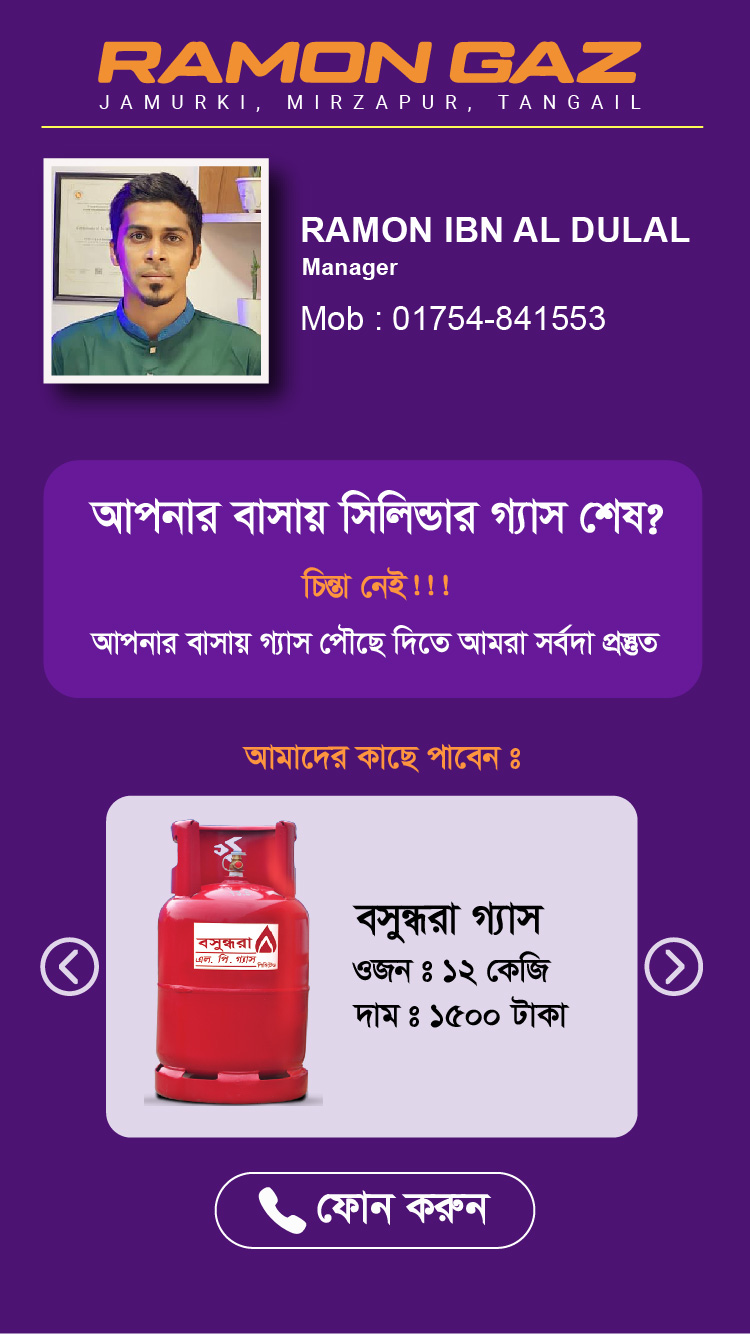 RAMON GAZ
JAMURKI, MIRZAPUR, TANGAIL
RAMON IBN AL DULAL
Manager
Mob : 01754-841553
আপনার বাসায় সিলিন্ডার গ্যাস শেষ?
চিন্তা নেই!!!
আপনার বাসায় গ্যাস পৌছে দিতে আমরা সর্বদা প্রস্তুত
আমাদের কাছে পাবেন ঃ
বসুন্ধরা
এল. পি. গ্যাস
লিমিটেড
বসুন্ধরা গ্যাস
ওজন ঃ ১২ কেজি
দাম ঃ ১৫০০ টাকা
ফোন করুন